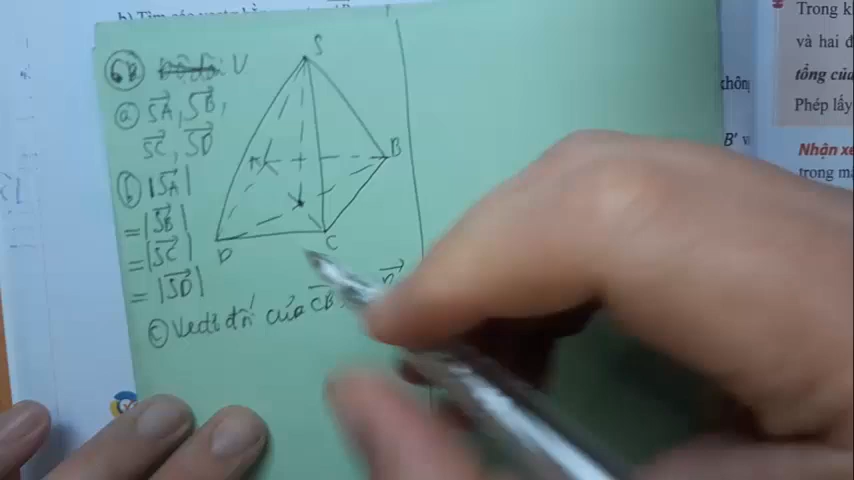 6B V
S
a SA, SB,
SC, SD
A
B
b |SA|
= |SB|
= |SC|
D
C
= |SD|
c Vectơ đối của CB,
Trong k
và hai đ
tổng của
Phép lấy
không
B' v
Nhận xé
trong m